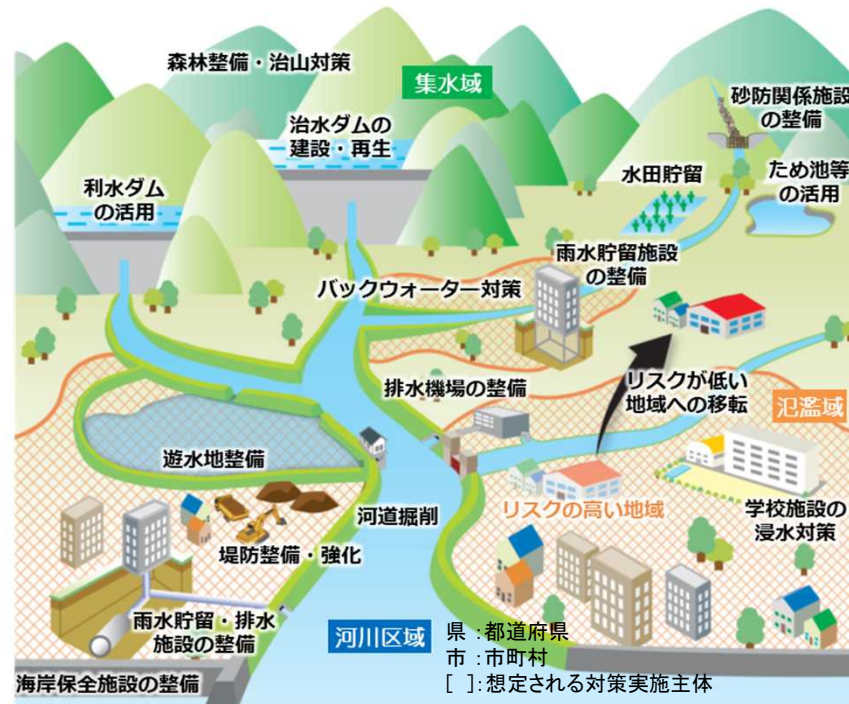 森林整備・治山対策
集水域
砂防関係施設
の整備
治水ダムの
建設・再生
水田貯留
ため池等
の活用
利水ダム
の活用
雨水貯留施設
の整備
バックウォーター対策
排水機場の整備
リスクが低い
地域への移転
氾濫域
遊水地整備
リスクの高い地域
学校施設の
浸水対策
河道掘削
堤防整備・強化
雨水貯留・排水
施設の整備
河川区域
県 :都道府県
市 :市町村
[ ]:想定される対策実施主体
海岸保全施設の整備